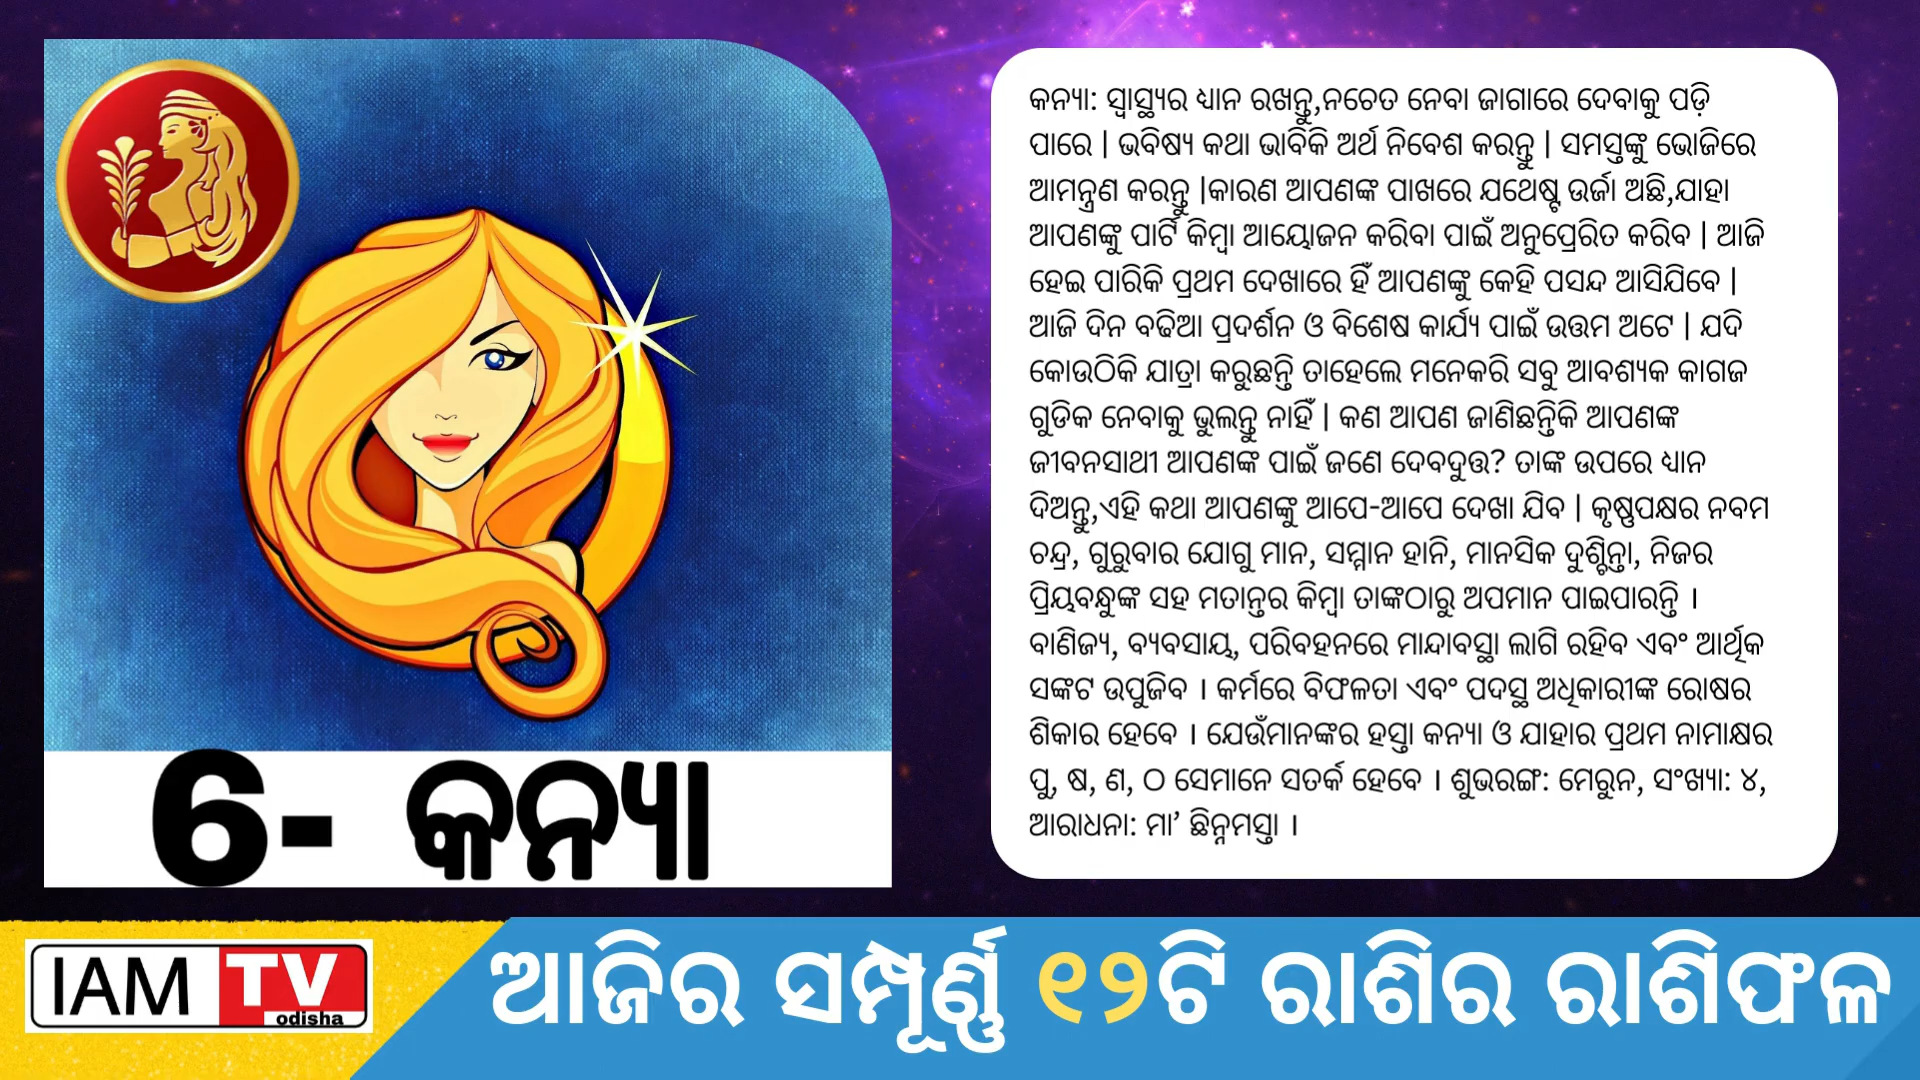 କନ୍ୟା: ସ୍ୱାସ୍ଥ୍ୟର ଧ୍ୟାନ ରଖନ୍ତୁ,ନଚେତ ନେବା ଜାଗାରେ ଦେବାକୁ ପଡ଼ି
ପାରେ | ଭବିଷ୍ୟ କଥା ଭାବିକି ଅର୍ଥ ନିବେଶ କରନ୍ତୁ | ସମସ୍ତଙ୍କୁ ଭୋଜିରେ
ଆମନ୍ତ୍ରଣ କରନ୍ତୁ |କାରଣ ଆପଣଙ୍କ ପାଖରେ ଯଥେଷ୍ଟ ଉର୍ଜା ଅଛି,ଯାହା
ଆପଣଙ୍କୁ ପାର୍ଟି କିମ୍ବା ଆୟୋଜନ କରିବା ପାଇଁ ଅନୁପ୍ରେରିତ କରିବ | ଆଜି
ହେଇ ପାରିକି ପ୍ରଥମ ଦେଖାରେ ହିଁ ଆପଣଙ୍କୁ କେହି ପସନ୍ଦ ଆସିଯିବେ |
ଆଜି ଦିନ ବଢିଆ ପ୍ରଦର୍ଶନ ଓ ବିଶେଷ କାର୍ଯ୍ୟ ପାଇଁ ଉତ୍ତମ ଅଟେ | ଯଦି
କୋଉଠିକି ଯାତ୍ରା କରୁଛନ୍ତି ତାହେଲେ ମନେକରି ସବୁ ଆବଶ୍ୟକ କାଗଜ
ଗୁଡିକ ନେବାକୁ ଭୁଲନ୍ତୁ ନାହିଁ | କଣ ଆପଣ ଜାଣିଛନ୍ତିକି ଆପଣଙ୍କ
ଜୀବନସାଥୀ ଆପଣଙ୍କ ପାଇଁ ଜଣେ ଦେବଦୁତ୍ତ? ତାଙ୍କ ଉପରେ ଧ୍ୟାନ
ଦିଅନ୍ତୁ,ଏହି କଥା ଆପଣଙ୍କୁ ଆପେ-ଆପେ ଦେଖା ଯିବ | କୃଷ୍ଣପକ୍ଷର ନବମ
ଚନ୍ଦ୍ର, ଗୁରୁବାର ଯୋଗୁ ମାନ, ସମ୍ମାନ ହାନି, ମାନସିକ ଦୁଶ୍ଚିନ୍ତା, ନିଜର
ପ୍ରିୟବନ୍ଧୁଙ୍କ ସହ ମତାନ୍ତର କିମ୍ବା ତାଙ୍କଠାରୁ ଅପମାନ ପାଇପାରନ୍ତି ।
ବାଣିଜ୍ୟ, ବ୍ୟବସାୟ, ପରିବହନରେ ମାନ୍ଦାବସ୍ଥା ଲାଗି ରହିବ ଏବଂ ଆର୍ଥିକ
ସଙ୍କଟ ଉପୁଜିବ । କର୍ମରେ ବିଫଳତା ଏବଂ ପଦସ୍ଥ ଅଧିକାରୀଙ୍କ ରୋଷର
ଶିକାର ହେବେ । ଯେଉଁମାନଙ୍କର ହସ୍ତା କନ୍ୟା ଓ ଯାହାର ପ୍ରଥମ ନାମାକ୍ଷର
ପୁ, ଷ, ଣ, ଠ ସେମାନେ ସତର୍କ ହେବେ । ଶୁଭରଙ୍ଗ: ମେରୁନ, ସଂଖ୍ୟା: ୪,
ଆରାଧନା: ମା’ ଛିନ୍ନମସ୍ତା ।
6- କନ୍ୟା
IAM TV odisha
ଆଜିର ସମ୍ପୂର୍ଣ୍ଣ ୧୨ଟି ରାଶିର ରାଶିଫଳ